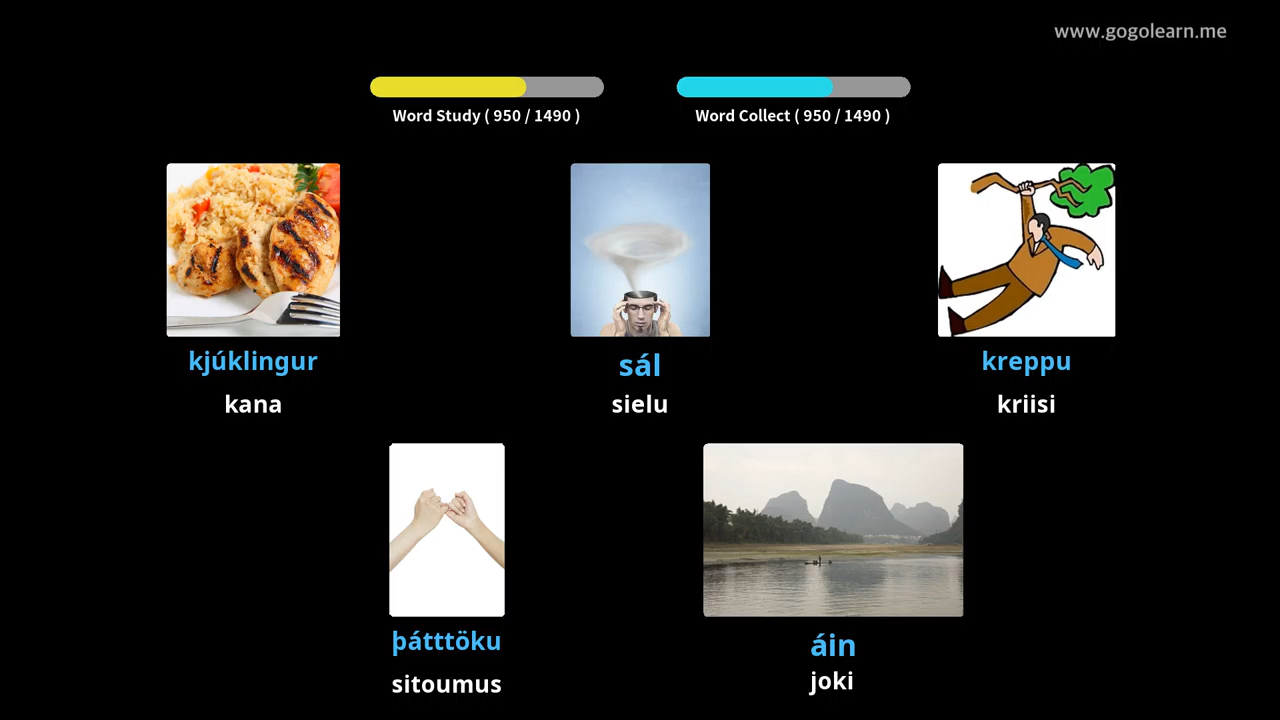 www.gogolearn.me
Word Study ( 950 / 1490 )
Word Collect ( 950 / 1490 )
kjúklingur
kana
sál
sielu
kreppu
kriisi
þátttöku
sitoumus
áin
joki